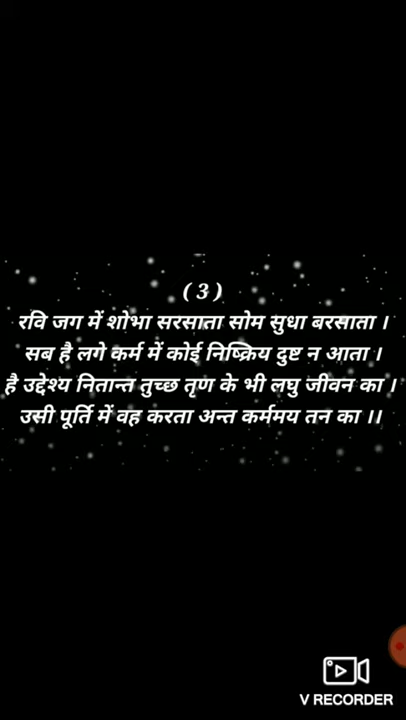 ( 3 )
रवि जग में शोभा सरसाता सोम सुधा बरसाता ।
सब है लगे कर्म में कोई निष्क्रिय दुष्ट न आता ।
है उद्देश्य नितान्त तुच्छ तृण के भी लघु जीवन का ।
उसी पूर्ति में वह करता अन्त कर्ममय तन का ।।
V RECORDER